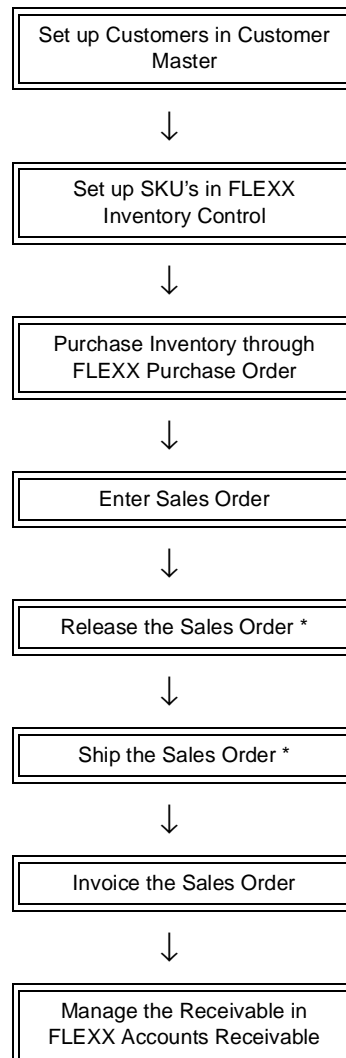 Set up Customers in Customer
Master
Set up SKU's in FLEXX
Inventory Control
Purchase Inventory through
FLEXX Purchase Order
Enter Sales Order
Release the Sales Order *
Ship the Sales Order *
Invoice the Sales Order
Manage the Receivable in
FLEXX Accounts Receivable